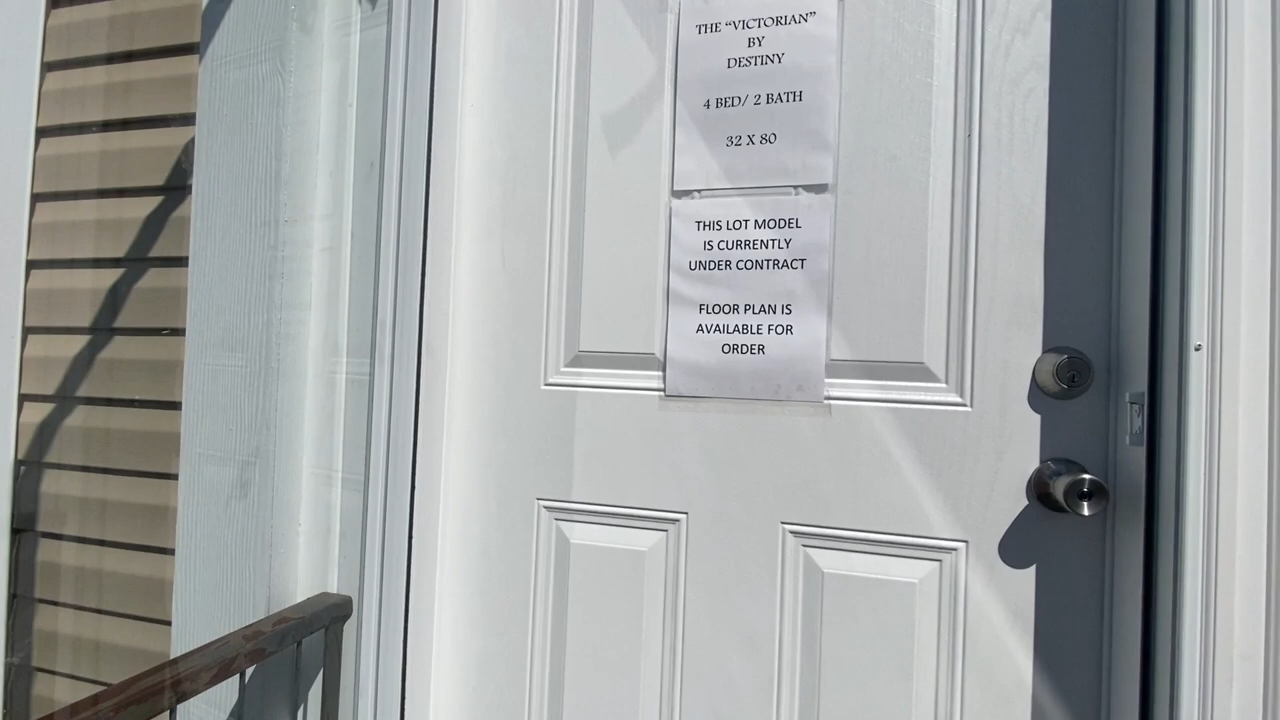 THE “VICTORIAN”
BY
DESTINY
4 BED/ 2 BATH
32 X 80
THIS LOT MODEL
IS CURRENTLY
UNDER CONTRACT
FLOOR PLAN IS
AVAILABLE FOR
ORDER